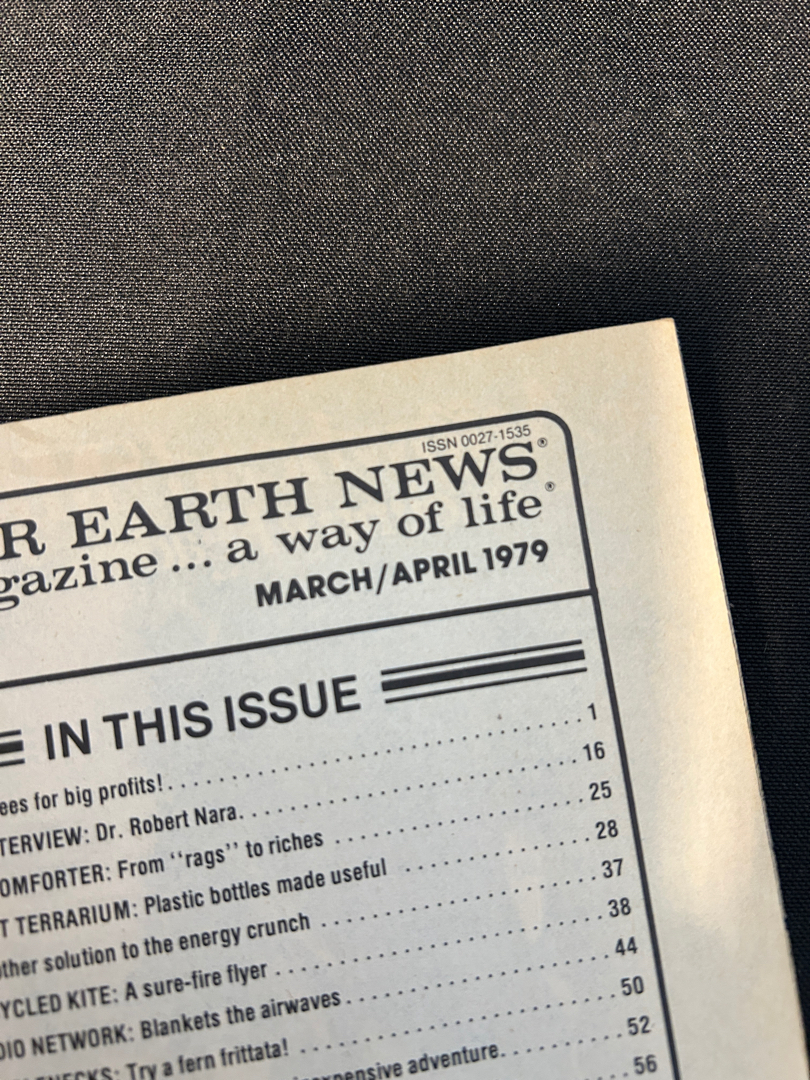 ISSN 0027-1535
R EARTH NEWS®
gazine... a way of life®
MARCH/APRIL 1979
IN THIS ISSUE
ees for big profits! 1
TERVIEW: Dr. Robert Nara. 16
OMFORTER: From "rags" to riches 25
T TERRARIUM: Plastic bottles made useful 28
ther solution to the energy crunch 37
YCLED KITE: A sure-fire flyer 38
DIO NETWORK: Blankets the airwaves 44
NECKS: Try a fern frittata! 50
expensive adventure. 52
56